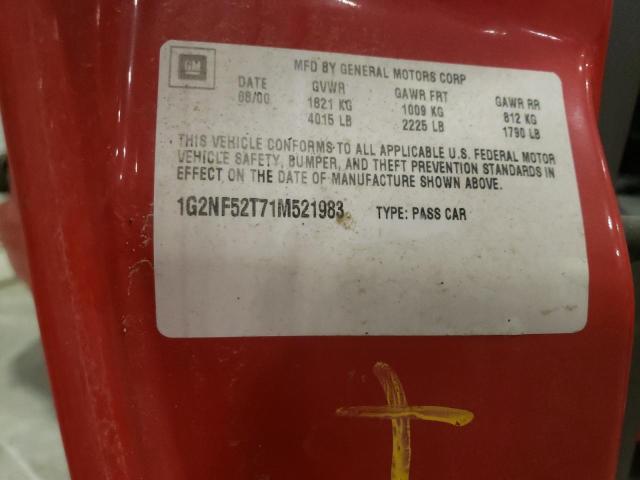 GM
MFD BY GENERAL MOTORS CORP
DATE GVWR GAWR FRT GAWR RR
08/00 1821 KG 1009 KG 812 KG
4015 LB 2225 LB 1790 LB
THIS VEHICLE CONFORMS TO ALL APPLICABLE U.S. FEDERAL MOTOR
VEHICLE SAFETY, BUMPER, AND THEFT PREVENTION STANDARDS IN
EFFECT ON THE DATE OF MANUFACTURE SHOWN ABOVE.
1G2NF52T71M521983 TYPE: PASS CAR